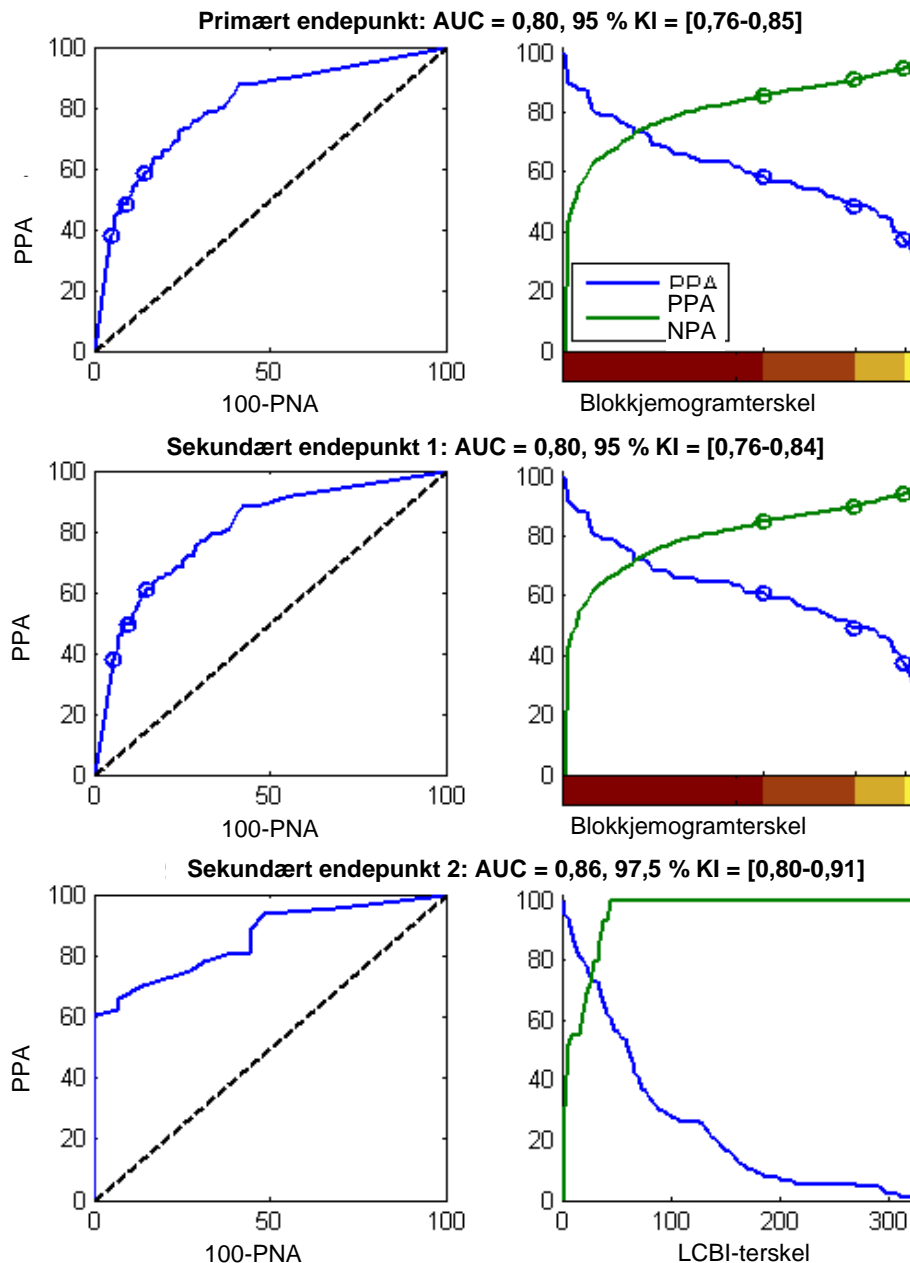 Primært endepunkt: AUC = 0,80, 95 % KI = [0,76-0,85]
100
80
60
40
20
0
PPA
0 50 100
100-PNA
100
80
60
40
20
0
PPA
PPA
NPA
Blokkjemogramterskel
Sekundært endepunkt 1: AUC = 0,80, 95 % KI = [0,76-0,84]
100
80
60
40
20
0
PPA
0 50 100
100-PNA
100
80
60
40
20
0
Blokkjemogramterskel
Sekundært endepunkt 2: AUC = 0,86, 97,5 % KI = [0,80-0,91]
100
80
60
40
20
0
PPA
0 50 100
100-PNA
100
80
60
40
20
0
0 100 200 300
LCBI-terskel